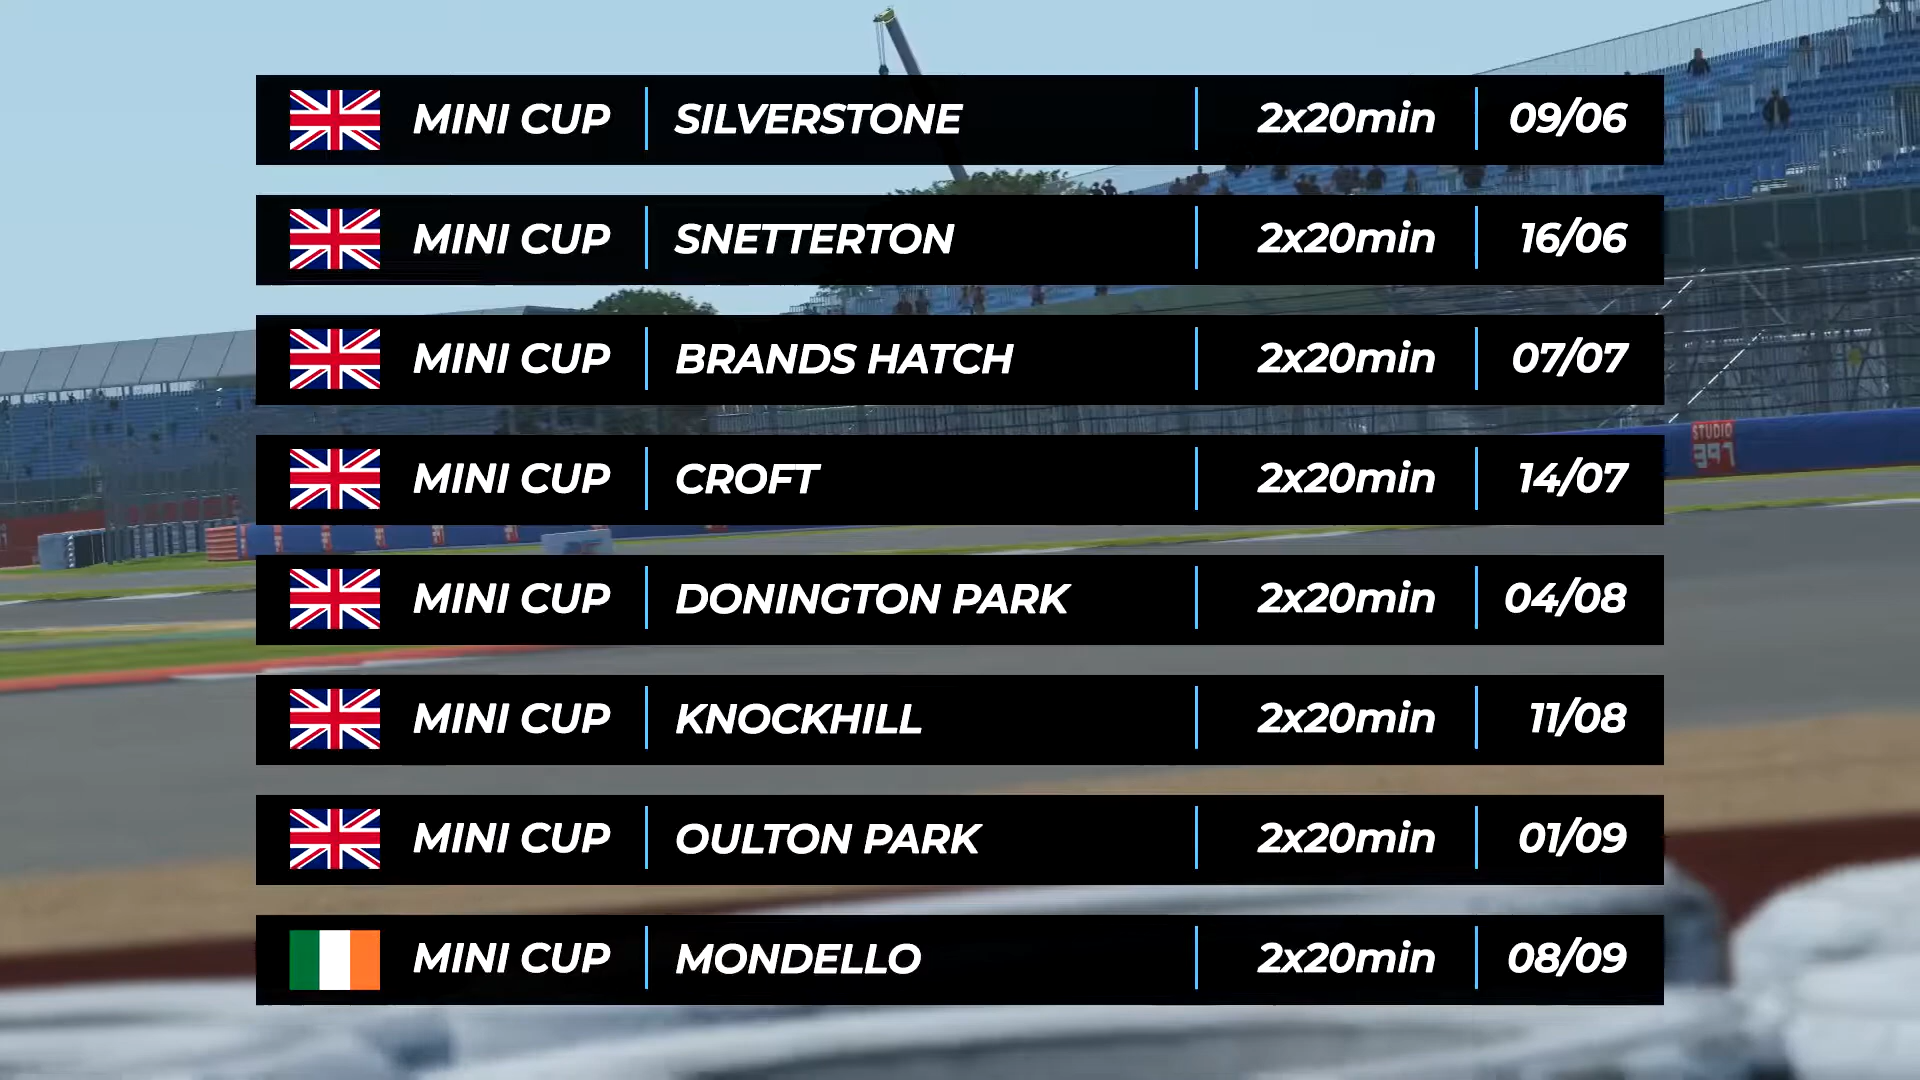 MINI CUP SILVERSTONE 2x20min 09/06
MINI CUP SNETTERTON 2x20min 16/06
MINI CUP BRANDS HATCH 2x20min 07/07
MINI CUP CROFT 2x20min 14/07
STUDIO
397
MINI CUP DONINGTON PARK 2x20min 04/08
MINI CUP KNOCKHILL 2x20min 11/08
MINI CUP OULTON PARK 2x20min 01/09
MINI CUP MONDELLO 2x20min 08/09